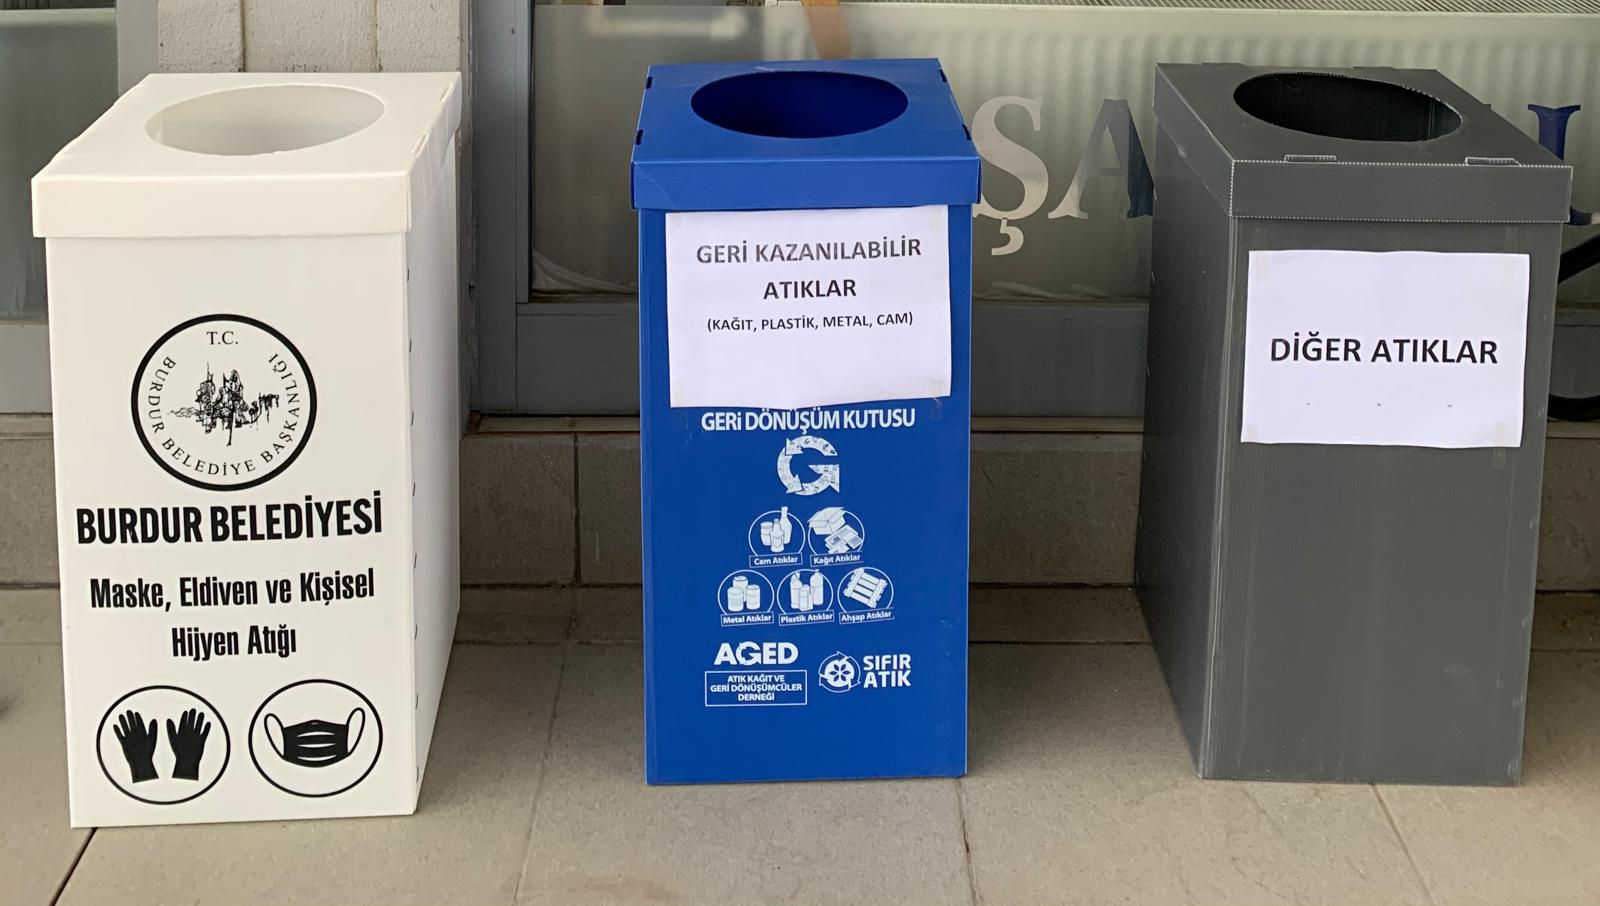 T.C.
BURDUR BELEDİYE BAŞKANLIĞI
BURDUR BELEDİYESİ
Maske, Eldiven ve Kişisel
Hijyen Atığı
GERİ KAZANILABİLİR
ATIKLAR
(KAĞIT, PLASTİK, METAL, CAM)
GERİ DÖNÜŞÜM KUTUSU
Cam Atıklar
Kağıt Atıklar
Metal Atıklar
Plastik Atıklar
Ahşap Atıklar
AGED
ATIK KAĞIT VE
GERİ DÖNÜŞÜMCÜLER
DERNEĞİ
SIFIR
ATIK
DİĞER ATIKLAR
ŞA